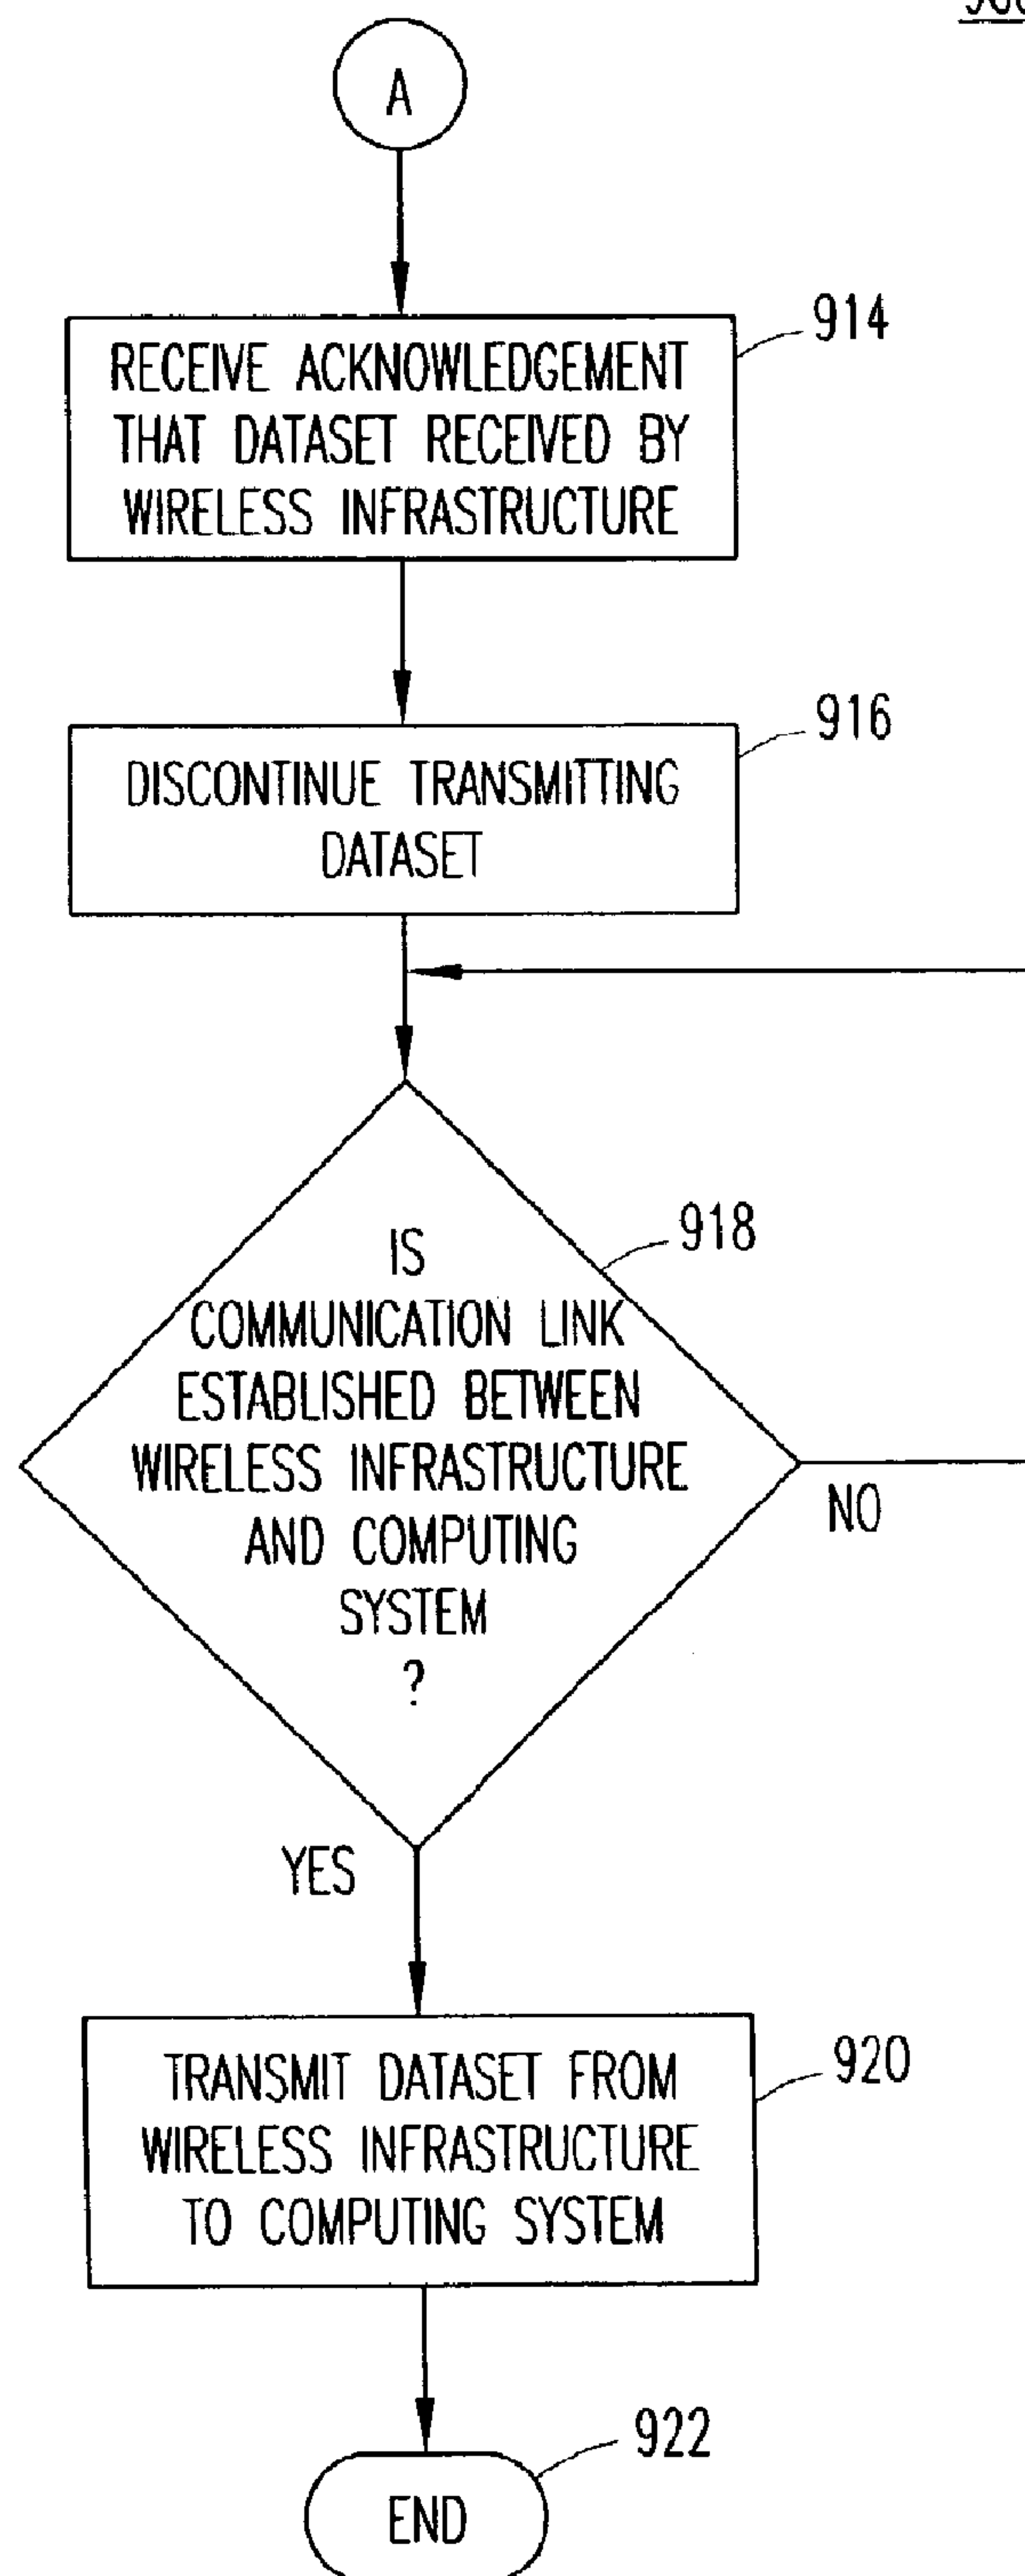 A
914
RECEIVE ACKNOWLEDGEMENT
THAT DATASET RECEIVED BY
WIRELESS INFRASTRUCTURE
916
DISCONTINUE TRANSMITTING
DATASET
918
IS
COMMUNICATION LINK
ESTABLISHED BETWEEN
WIRELESS INFRASTRUCTURE
AND COMPUTING
SYSTEM
?
NO
YES
920
TRANSMIT DATASET FROM
WIRELESS INFRASTRUCTURE
TO COMPUTING SYSTEM
922
END